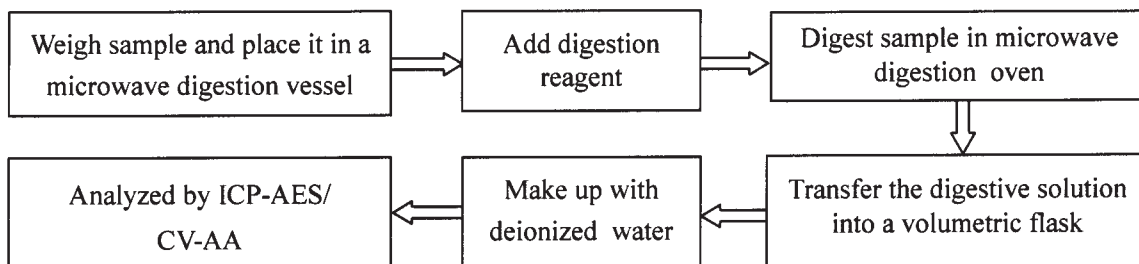 Weigh sample and place it in a
microwave digestion vessel
Add digestion
reagent
Digest sample in microwave
digestion oven
Transfer the digestive solution
into a volumetric flask
Make up with
deionized water
Analyzed by ICP-AES/
CV-AA